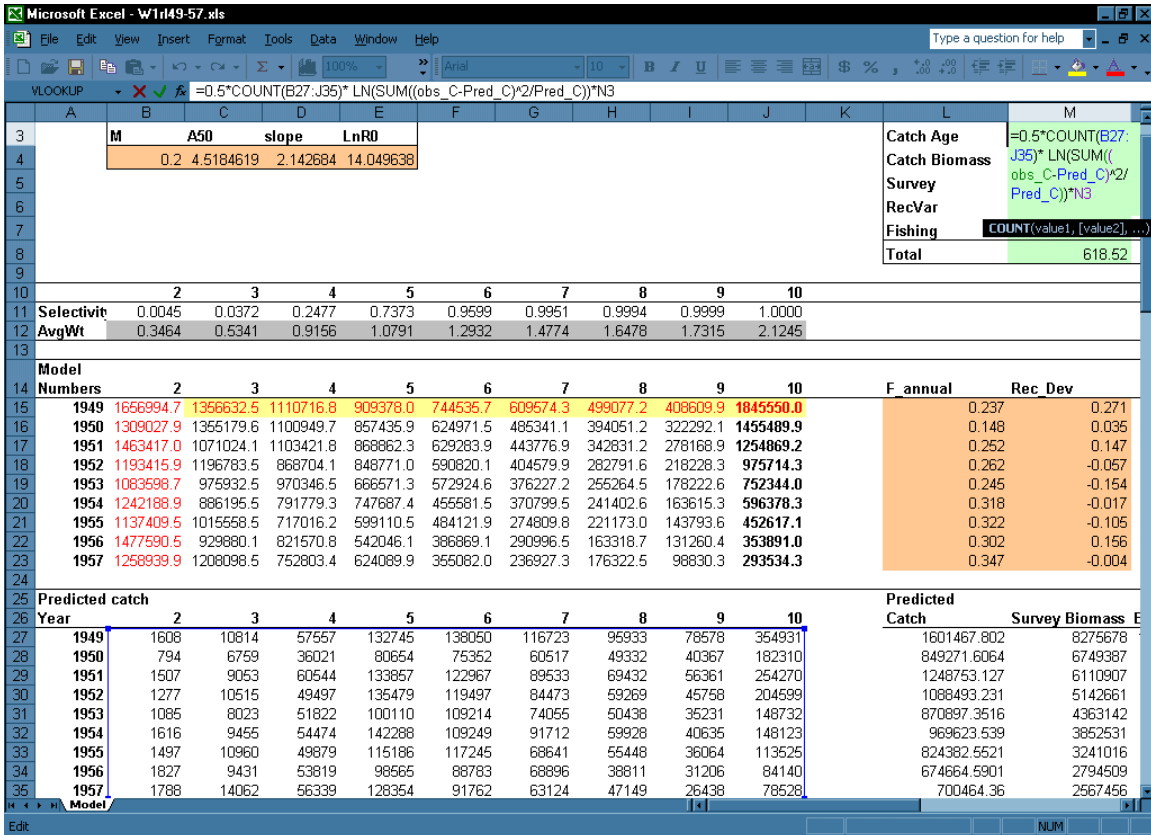 Microsoft Excel - W1rl49-57.xls
File Edit View Insert Format Tools Data Window Help Type a question for help
100% Arial 10 B I U $ % ,
VLOOKUP fx =0.5*COUNT(B27:J35)* LN(SUM((obs_C-Pred_C)^2/Pred_C))*N3
A B C D E F G H I J K L M
3 M A50 slope LnR0 Catch Age =0.5*COUNT(B27:
4 0.2 4.5184619 2.142684 14.049638 Catch Biomass J35)* LN(SUM((
5 Survey obs_C-Pred_C)^2/
6 RecVar Pred_C))*N3
7 Fishing COUNT(value1, [value2], ...)
8 Total 618.52
9
10 2 3 4 5 6 7 8 9 10
11 Selectivit 0.0045 0.0372 0.2477 0.7373 0.9599 0.9951 0.9994 0.9999 1.0000
12 AvgWt 0.3464 0.5341 0.9156 1.0791 1.2932 1.4774 1.6478 1.7315 2.1245
13
Model
14 Numbers 2 3 4 5 6 7 8 9 10 F_annual Rec_Dev
15 1949 1656994.7 1356632.5 1110716.8 909378.0 744535.7 609574.3 499077.2 408609.9 1845550.0 0.237 0.271
16 1950 1309027.9 1355179.6 1100949.7 857435.9 624971.5 485341.1 394051.2 322292.1 1455489.9 0.148 0.035
17 1951 1463417.0 1071024.1 1103421.8 868862.3 629283.9 443776.9 342831.2 278168.9 1254869.2 0.252 0.147
18 1952 1193415.9 1196783.5 868704.1 848771.0 590820.1 404579.9 282791.6 218228.3 975714.3 0.262 -0.057
19 1953 1083598.7 975932.5 970346.5 666571.3 572924.6 376227.2 255264.5 178222.6 752344.0 0.245 -0.154
20 1954 1242188.9 886195.5 791779.3 747687.4 455581.5 370799.5 241402.6 163615.3 596378.3 0.318 -0.017
21 1955 1137409.5 1015558.5 717016.2 599110.5 484121.9 274809.8 221173.0 143793.6 452617.1 0.322 -0.105
22 1956 1477590.5 929880.1 821570.8 542046.1 386869.1 290996.5 163318.7 131260.4 353891.0 0.302 0.156
23 1957 1258939.9 1208098.5 752803.4 624089.9 355082.0 236927.3 176322.5 98830.3 293534.3 0.347 -0.004
24
25 Predicted catch Predicted
26 Year 2 3 4 5 6 7 8 9 10 Catch Survey Biomass E
27 1949 1608 10814 57557 132745 138050 116723 95933 78578 354931 1601467.802 8275678
28 1950 794 6759 36021 80654 75352 60517 49332 40367 182310 849271.6064 6749387
29 1951 1507 9053 60544 133857 122967 89533 69432 56361 254270 1248753.127 6110907
30 1952 1277 10515 49497 135479 119497 84473 59269 45758 204599 1088493.231 5142661
31 1953 1085 8023 51822 100110 109214 74055 50438 35231 148732 870897.3516 4363142
32 1954 1616 9455 54474 142288 109249 91712 59928 40635 148123 969623.539 3852531
33 1955 1497 10960 49879 115186 117245 68641 55448 36064 113525 824382.5521 3241016
34 1956 1827 9431 53819 98565 88783 68896 38811 31206 84140 674664.5901 2794509
35 1957 1788 14062 56339 128354 91762 63124 47149 26438 78528 700464.36 2567456
Model
Edit NUM